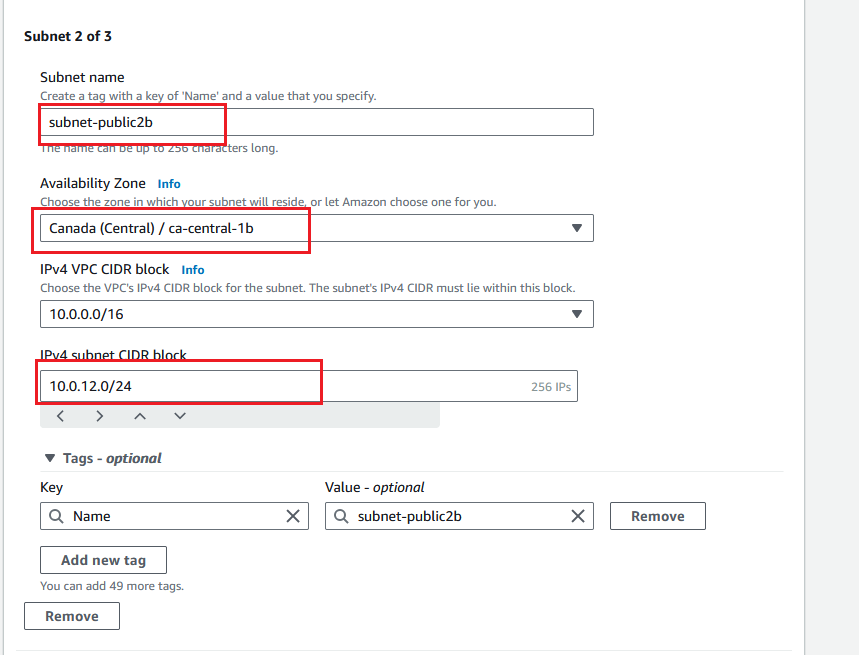 Subnet 2 of 3
Subnet name
Create a tag with a key of 'Name' and a value that you specify.
subnet-public2b
The name can be up to 256 characters long.
Availability Zone Info
Choose the zone in which your subnet will reside, or let Amazon choose one for you.
Canada (Central) / ca-central-1b
IPv4 VPC CIDR block Info
Choose the VPC's IPv4 CIDR block for the subnet. The subnet's IPv4 CIDR must lie within this block.
10.0.0.0/16
IPv4 subnet CIDR block
10.0.12.0/24 256 IPs
Tags - optional
Key Value - optional
Name subnet-public2b Remove
Add new tag
You can add 49 more tags.
Remove